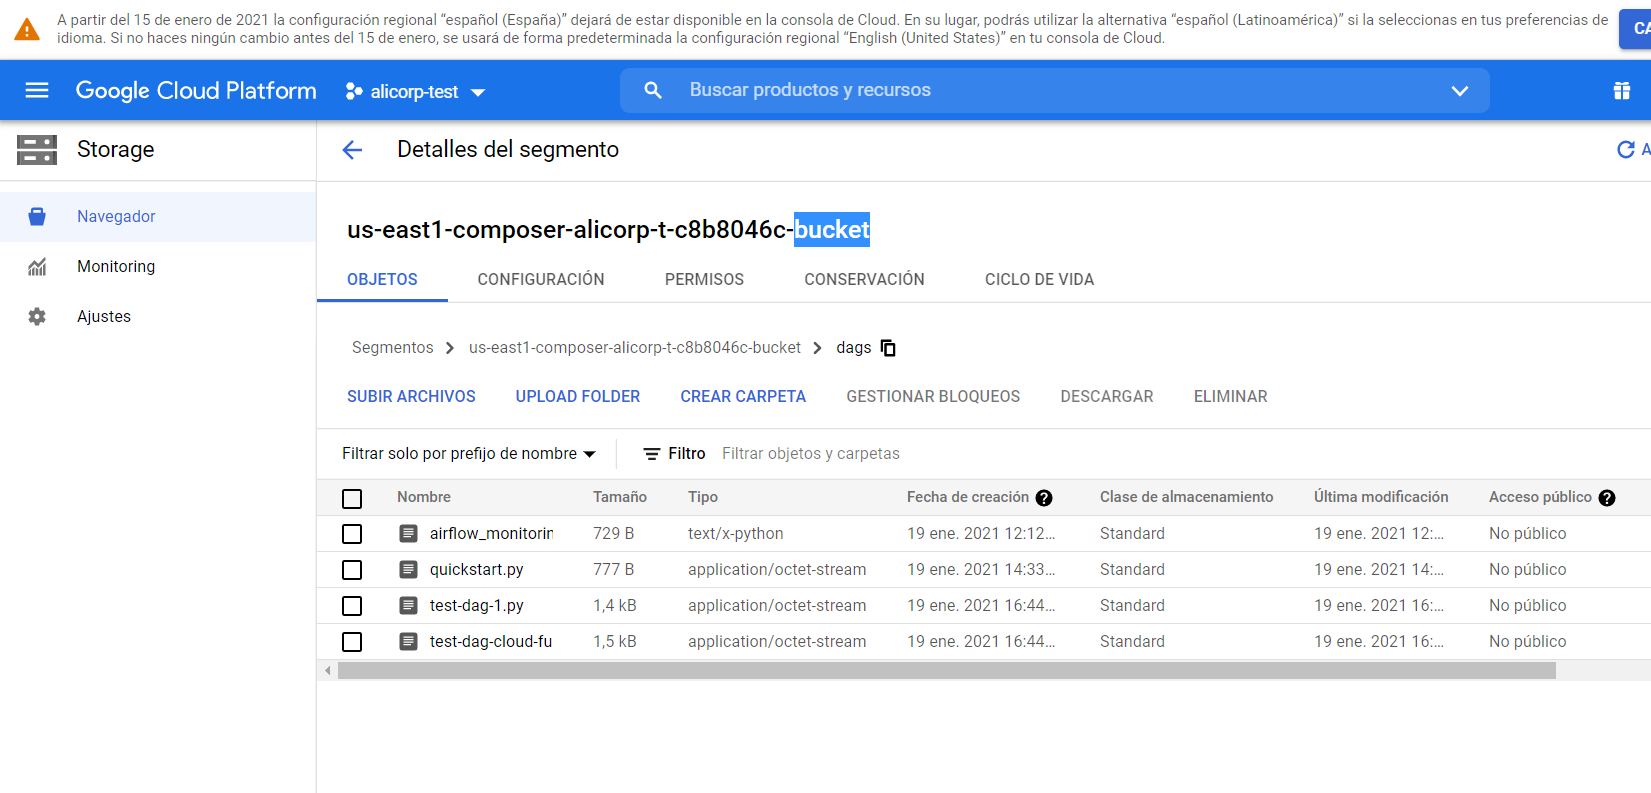 A partir del 15 de enero de 2021 la configuración regional “español (España)” dejará de estar disponible en la consola de Cloud. En su lugar, podrás utilizar la alternativa “español (Latinoamérica)” si la seleccionas en tus preferencias de
idioma. Si no haces ningún cambio antes del 15 de enero, se usará de forma predeterminada la configuración regional “English (United States)” en tu consola de Cloud.
CA
Google Cloud Platform
alicorp-test
Buscar productos y recursos
Storage
Detalles del segmento
A
Navegador
Monitoring
Ajustes
us-east1-composer-alicorp-t-c8b8046c-bucket
OBJETOS CONFIGURACIÓN PERMISOS CONSERVACIÓN CICLO DE VIDA
Segmentos us-east1-composer-alicorp-t-c8b8046c-bucket dags
SUBIR ARCHIVOS UPLOAD FOLDER CREAR CARPETA GESTIONAR BLOQUEOS DESCARGAR ELIMINAR
Filtrar solo por prefijo de nombre Filtro Filtrar objetos y carpetas
Nombre Tamaño Tipo Fecha de creación Clase de almacenamiento Última modificación Acceso público
airflow_monitorin 729 B text/x-python 19 ene. 2021 12:12... Standard 19 ene. 2021 12:... No público
quickstart.py 777 B application/octet-stream 19 ene. 2021 14:33... Standard 19 ene. 2021 14:... No público
test-dag-1.py 1,4 kB application/octet-stream 19 ene. 2021 16:44... Standard 19 ene. 2021 16:... No público
test-dag-cloud-fu 1,5 kB application/octet-stream 19 ene. 2021 16:44... Standard 19 ene. 2021 16:... No público